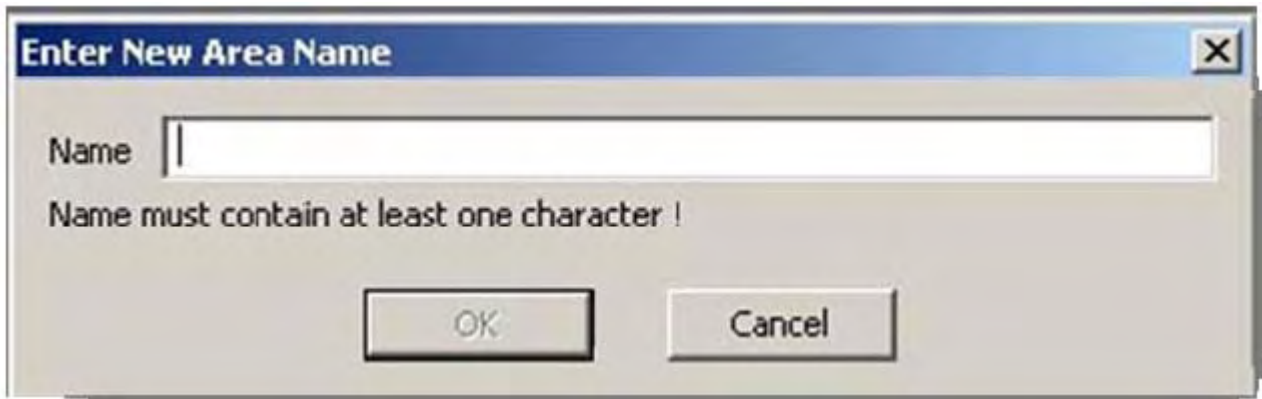 Enter New Area Name
Name
Name must contain at least one character !
OK
Cancel